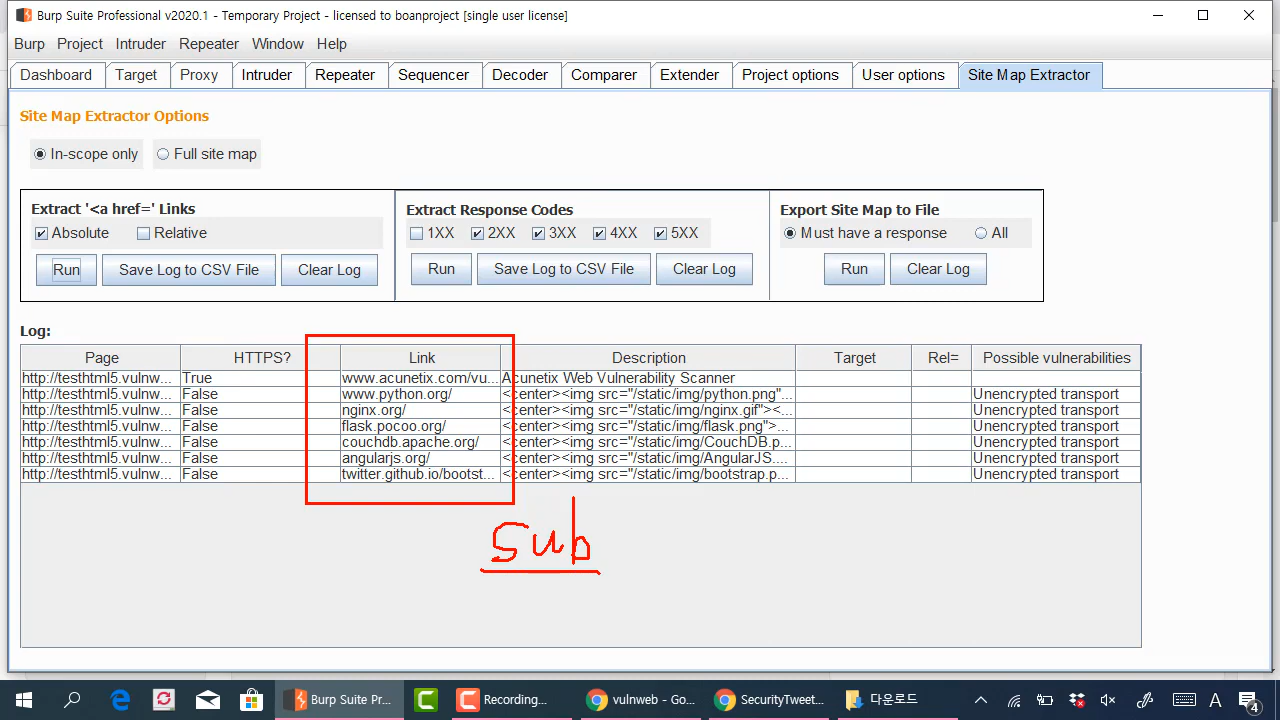 Burp Suite Professional v2020.1 - Temporary Project - licensed to boanproject [single user license]
Burp Project Intruder Repeater Window Help
Dashboard Target Proxy Intruder Repeater Sequencer Decoder Comparer Extender Project options User options Site Map Extractor
Site Map Extractor Options
In-scope only Full site map
Extract '<a href=' Links Extract Response Codes Export Site Map to File
Absolute Relative 1XX 2XX 3XX 4XX 5XX Must have a response All
Run Save Log to CSV File Clear Log Run Save Log to CSV File Clear Log Run Clear Log
Log:
Page HTTPS? Link Description Target Rel= Possible vulnerabilities
http://testhtml5.vulnw... True www.acunetix.com/vu... Acunetix Web Vulnerability Scanner
http://testhtml5.vulnw... False www.python.org/ <center><img src="/static/img/python.png"... Unencrypted transport
http://testhtml5.vulnw... False nginx.org/ <center><img src="/static/img/nginx.gif"><... Unencrypted transport
http://testhtml5.vulnw... False flask.pocoo.org/ <center><img src="/static/img/flask.png">... Unencrypted transport
http://testhtml5.vulnw... False couchdb.apache.org/ <center><img src="/static/img/CouchDB.p... Unencrypted transport
http://testhtml5.vulnw... False angularjs.org/ <center><img src="/static/img/AngularJS.... Unencrypted transport
http://testhtml5.vulnw... False twitter.github.io/bootst... <center><img src="/static/img/bootstrap.p... Unencrypted transport
sub
Burp Suite Pr... Recording... vulnweb - Go... SecurityTweet... 다운로드 A 4